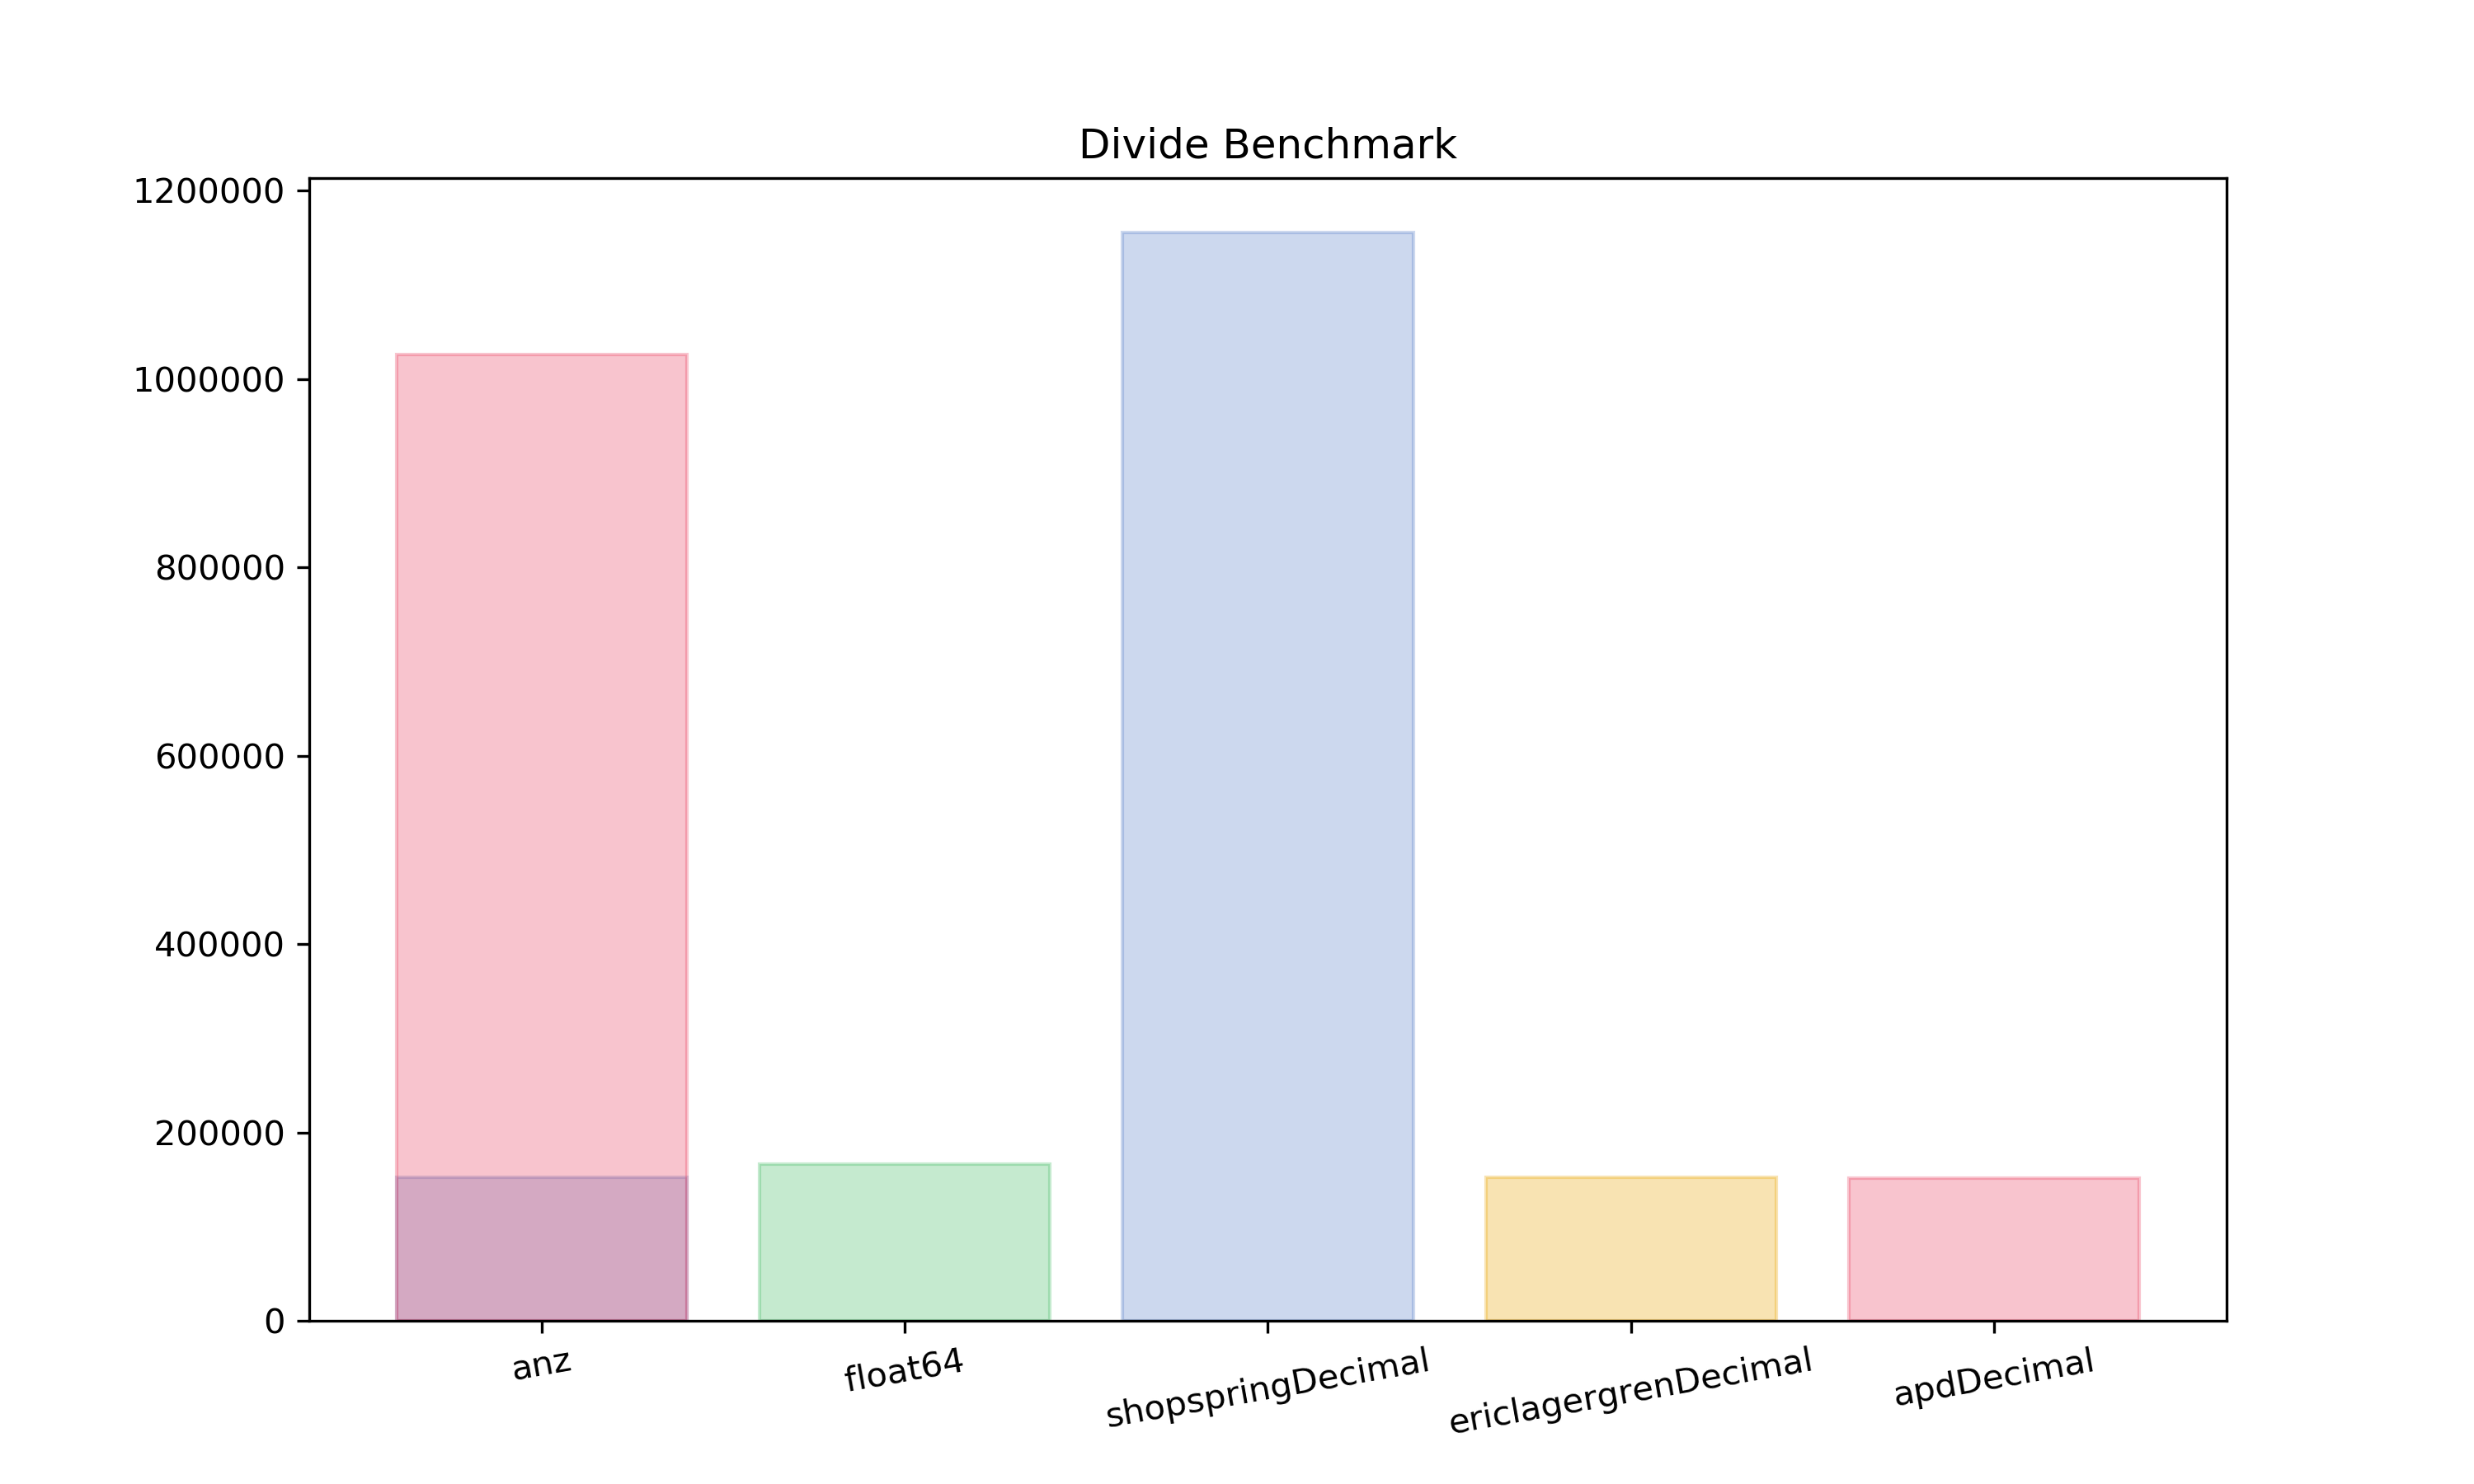 Divide Benchmark
1200000
1000000
800000
600000
400000
200000
0
anz
float64
shopspringDecimal
ericlagergrenDecimal
apdDecimal